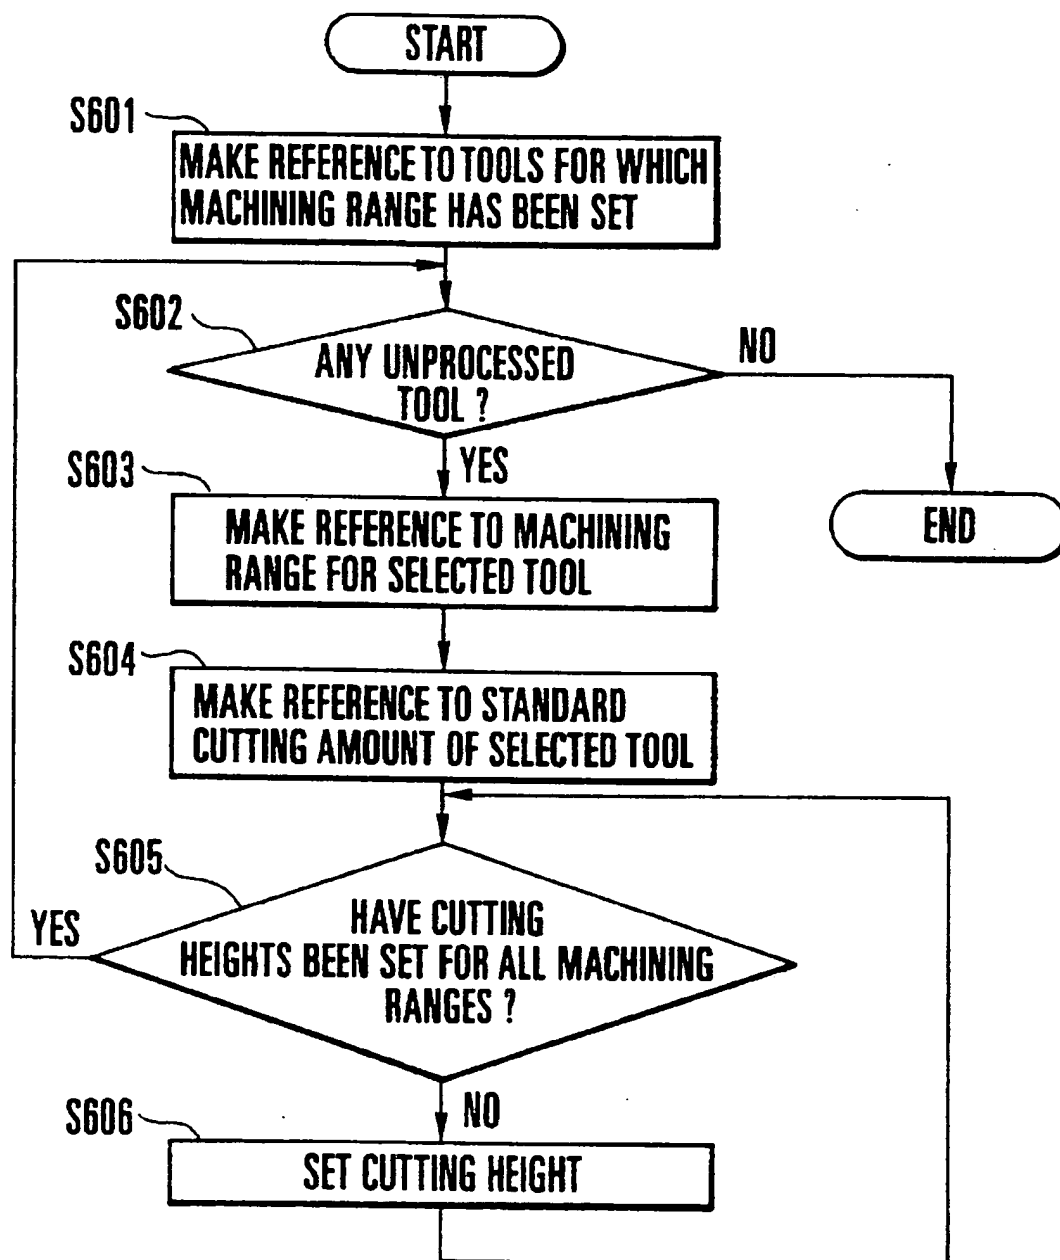 START
S601
MAKE REFERENCE TO TOOLS FOR WHICH
MACHINING RANGE HAS BEEN SET
S602
ANY UNPROCESSED
TOOL ?
NO
YES
S603
MAKE REFERENCE TO MACHINING
RANGE FOR SELECTED TOOL
END
S604
MAKE REFERENCE TO STANDARD
CUTTING AMOUNT OF SELECTED TOOL
S605
YES
HAVE CUTTING
HEIGHTS BEEN SET FOR ALL MACHINING
RANGES ?
NO
S606
SET CUTTING HEIGHT